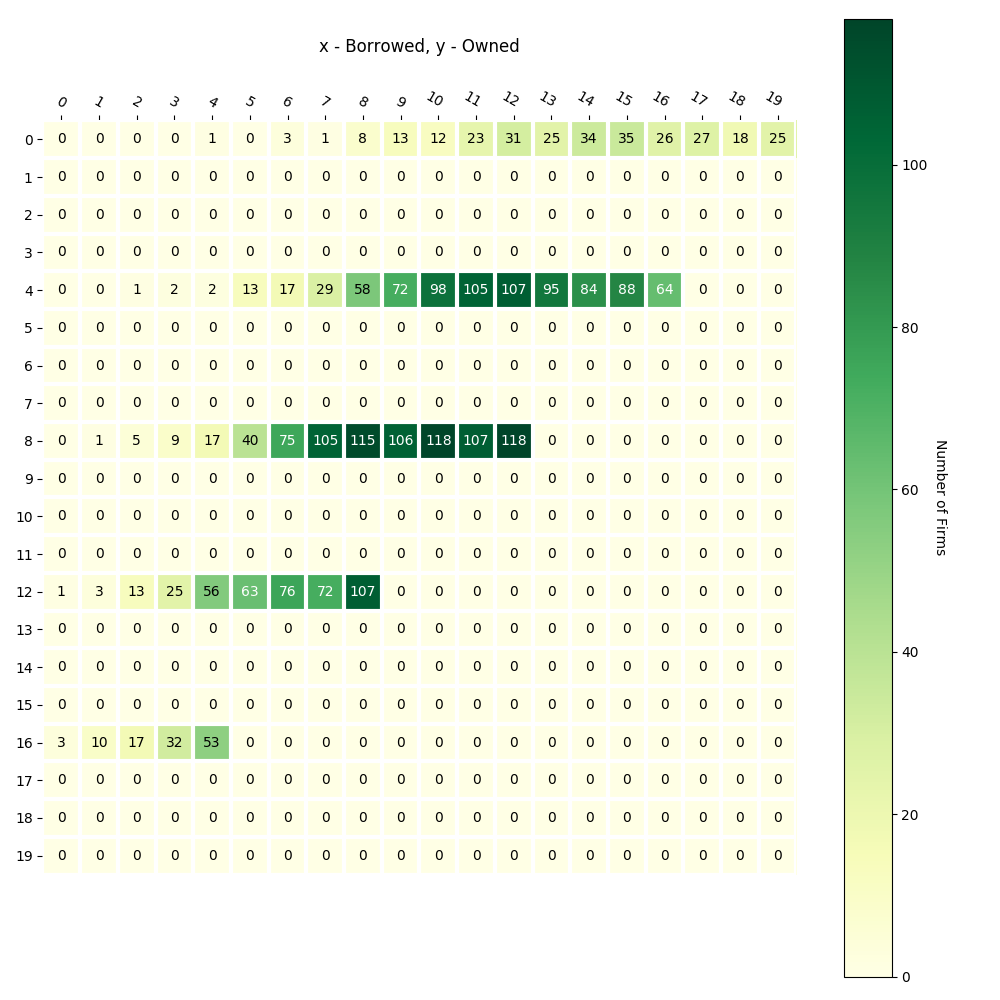 x - Borrowed, y - Owned
0 1 2 3 4 5 6 7 8 9 10 11 12 13 14 15 16 17 18 19
0 0 0 0 0 1 0 3 1 8 13 12 23 31 25 34 35 26 27 18 25
1 0 0 0 0 0 0 0 0 0 0 0 0 0 0 0 0 0 0 0 0
2 0 0 0 0 0 0 0 0 0 0 0 0 0 0 0 0 0 0 0 0
3 0 0 0 0 0 0 0 0 0 0 0 0 0 0 0 0 0 0 0 0
4 0 0 1 2 2 13 17 29 58 72 98 105 107 95 84 88 64 0 0 0
5 0 0 0 0 0 0 0 0 0 0 0 0 0 0 0 0 0 0 0 0
6 0 0 0 0 0 0 0 0 0 0 0 0 0 0 0 0 0 0 0 0
7 0 0 0 0 0 0 0 0 0 0 0 0 0 0 0 0 0 0 0 0
8 0 1 5 9 17 40 75 105 115 106 118 107 118 0 0 0 0 0 0 0
9 0 0 0 0 0 0 0 0 0 0 0 0 0 0 0 0 0 0 0 0
10 0 0 0 0 0 0 0 0 0 0 0 0 0 0 0 0 0 0 0 0
11 0 0 0 0 0 0 0 0 0 0 0 0 0 0 0 0 0 0 0 0
12 1 3 13 25 56 63 76 72 107 0 0 0 0 0 0 0 0 0 0 0
13 0 0 0 0 0 0 0 0 0 0 0 0 0 0 0 0 0 0 0 0
14 0 0 0 0 0 0 0 0 0 0 0 0 0 0 0 0 0 0 0 0
15 0 0 0 0 0 0 0 0 0 0 0 0 0 0 0 0 0 0 0 0
16 3 10 17 32 53 0 0 0 0 0 0 0 0 0 0 0 0 0 0 0
17 0 0 0 0 0 0 0 0 0 0 0 0 0 0 0 0 0 0 0 0
18 0 0 0 0 0 0 0 0 0 0 0 0 0 0 0 0 0 0 0 0
19 0 0 0 0 0 0 0 0 0 0 0 0 0 0 0 0 0 0 0 0
100
80
60
40
20
0
Number of Firms